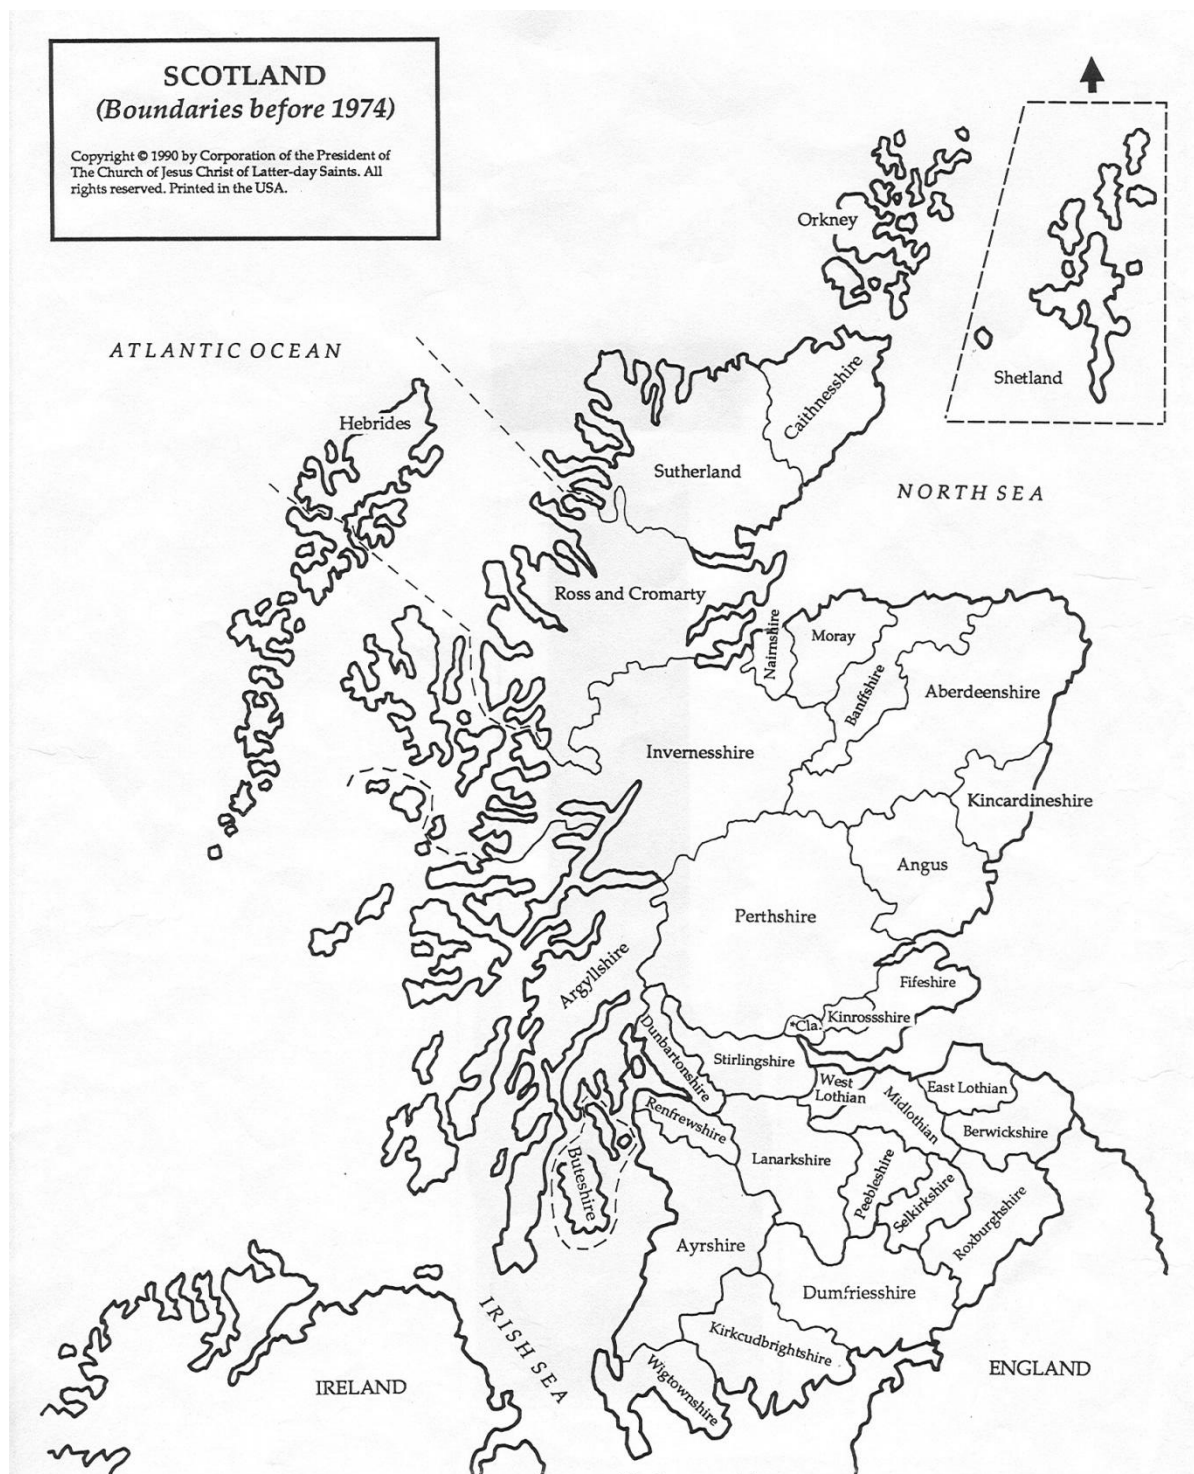 SCOTLAND
(Boundaries before 1974)
Copyright © 1990 by Corporation of the President of
The Church of Jesus Christ of Latter-day Saints. All
rights reserved. Printed in the USA.
Orkney
Shetland
ATLANTIC OCEAN
Hebrides
Caithnesshire
Sutherland
NORTH SEA
Ross and Cromarty
Nairnshire
Moray
Banffshire
Aberdeenshire
Invernesshire
Kincardineshire
Angus
Perthshire
Argyllshire
Fifeshire
Kinrossshire
*Cla.
Dunbartonshire
Stirlingshire
West
Lothian
Midlothian
East Lothian
Berwickshire
Renfrewshire
Lanarkshire
Peebleshire
Selkirkshire
Roxburghshire
Buteshire
Ayrshire
Dumfriesshire
Kirkcudbrightshire
Wigtownshire
IRISH SEA
IRELAND
ENGLAND